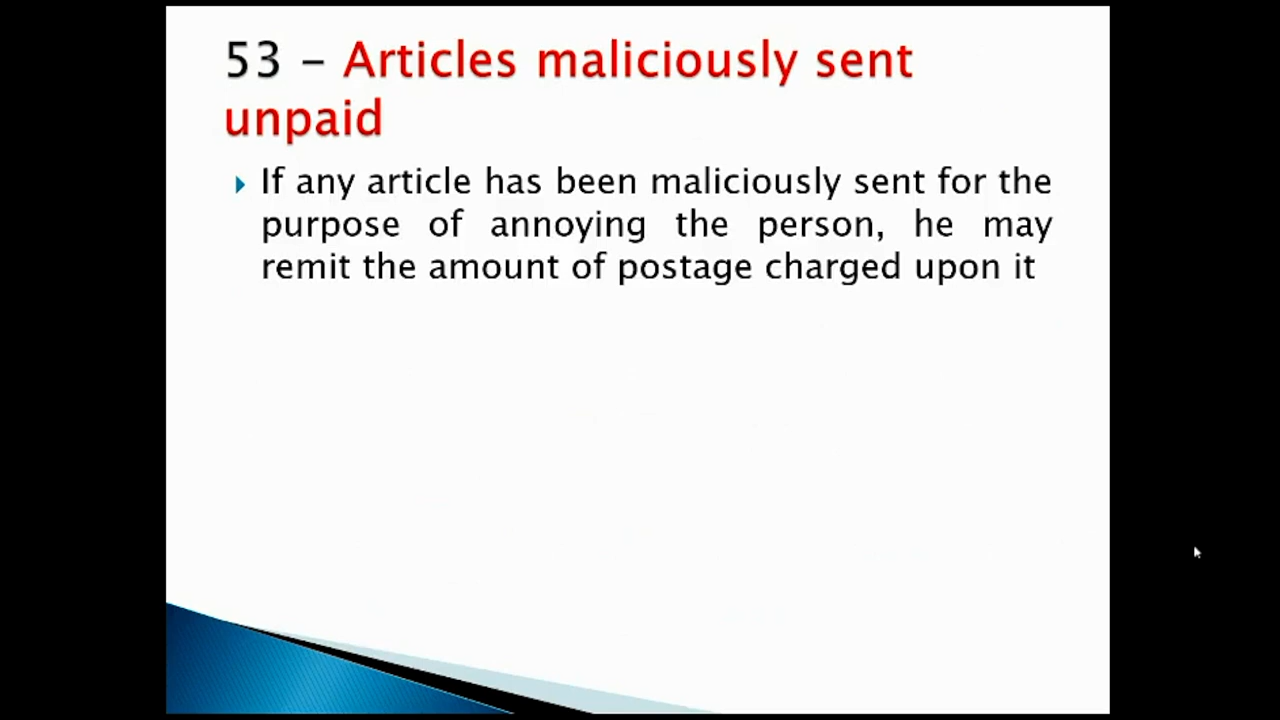 53 – Articles maliciously sent
unpaid
If any article has been maliciously sent for the
purpose of annoying the person, he may
remit the amount of postage charged upon it